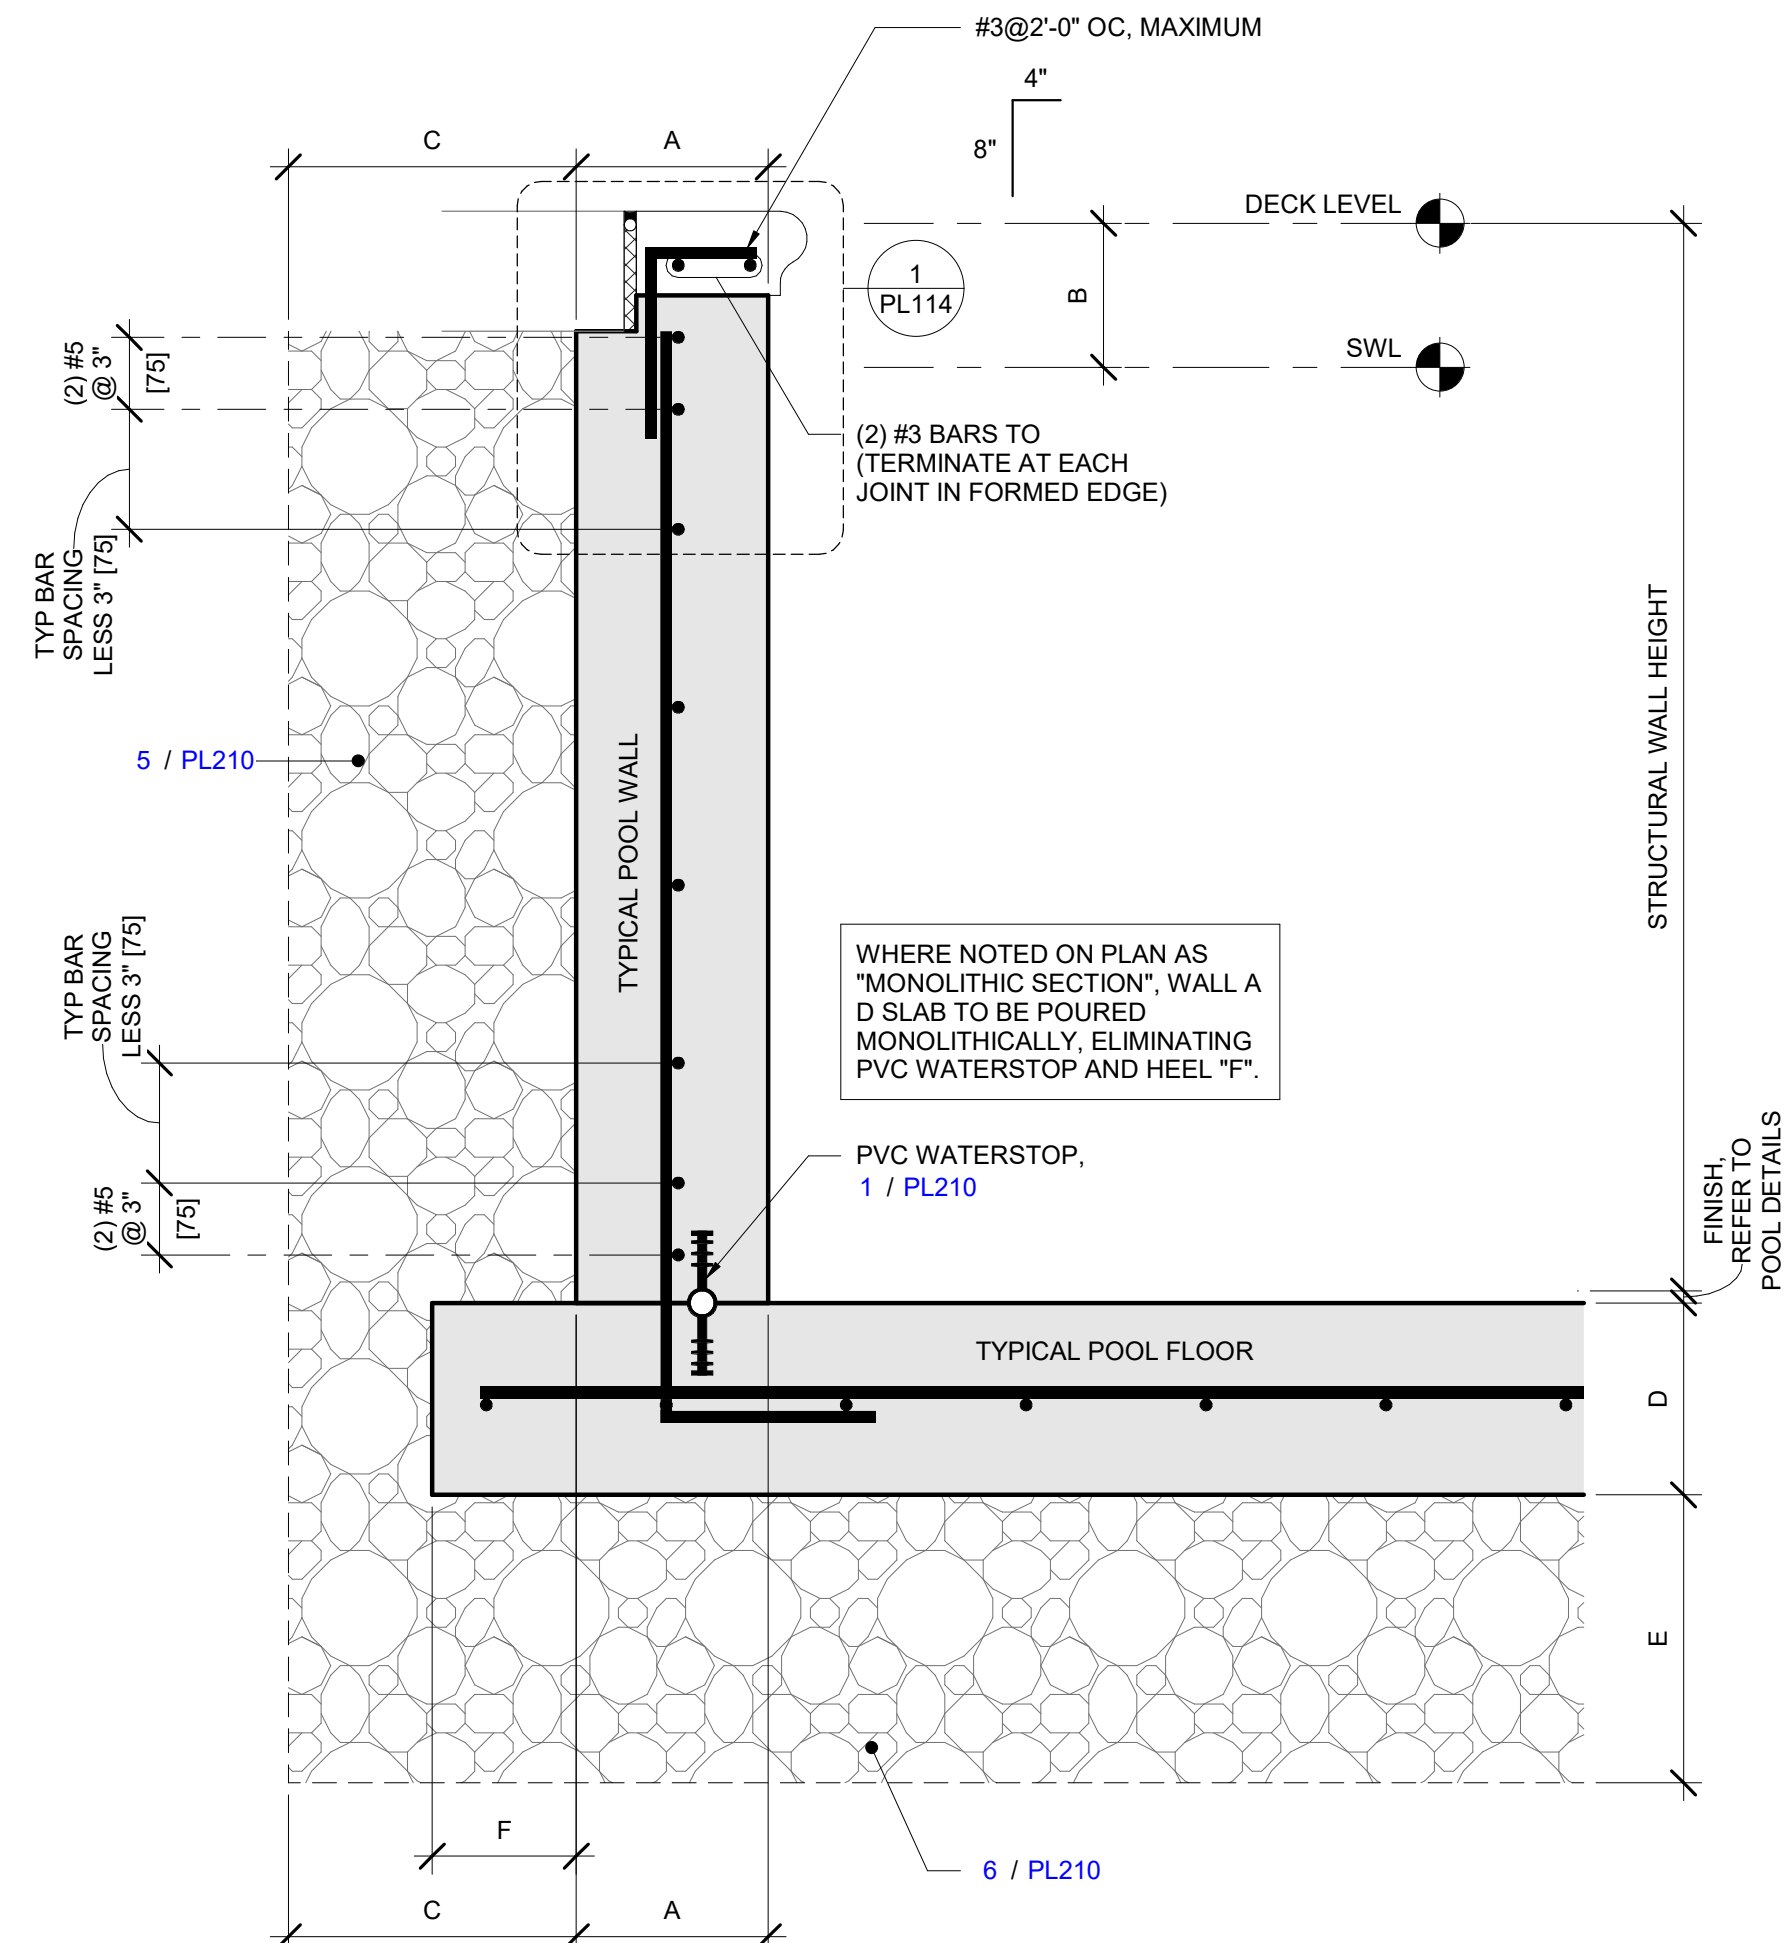 #3@2'-0" OC, MAXIMUM
4"
8"
C
A
DECK LEVEL
B
1
PL114
SWL
(2) #5
@ 3"
[75]
(2) #3 BARS TO
(TERMINATE AT EACH
JOINT IN FORMED EDGE)
TYP BAR
SPACING
LESS 3" [75]
STRUCTURAL WALL HEIGHT
5 / PL210
TYPICAL POOL WALL
TYP BAR
SPACING
LESS 3" [75]
WHERE NOTED ON PLAN AS
"MONOLITHIC SECTION", WALL A
D SLAB TO BE POURED
MONOLITHICALLY, ELIMINATING
PVC WATERSTOP AND HEEL "F".
PVC WATERSTOP,
1 / PL210
(2) #5
@ 3"
[75]
FINISH,
REFER TO
POOL DETAILS
TYPICAL POOL FLOOR
D
E
F
6 / PL210
C
A